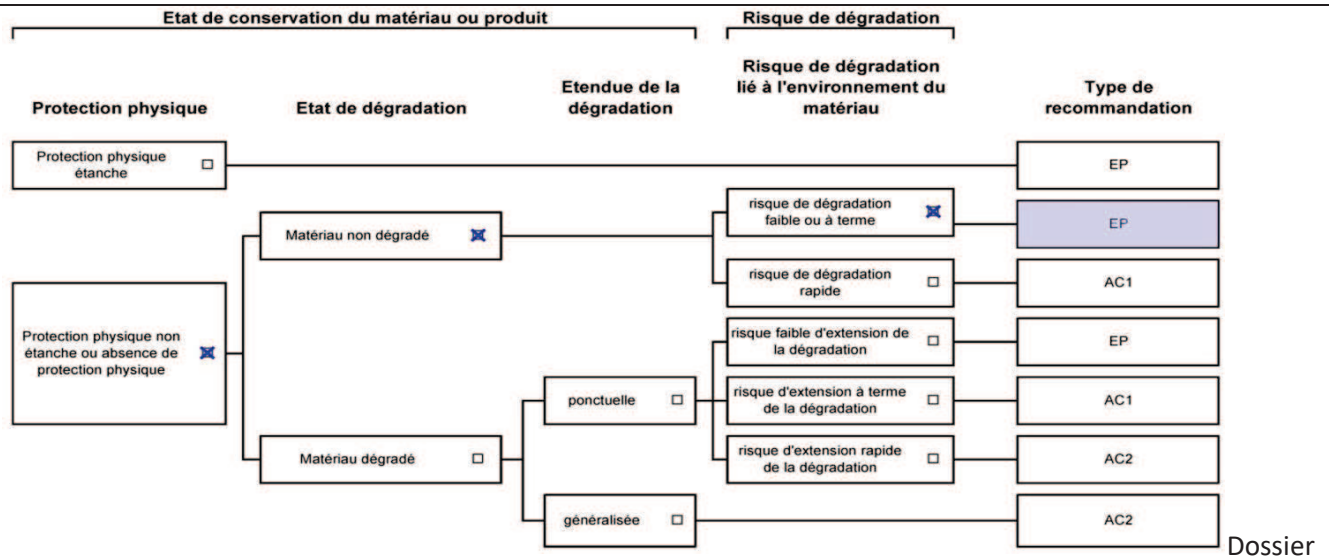 Etat de conservation du matériau ou produit
Risque de dégradation
Protection physique
Etat de dégradation
Etendue de la
dégradation
Risque de dégradation
lié à l'environnement du
matériau
Type de
recommandation
Protection physique
étanche
EP
Matériau non dégradé
risque de dégradation
faible ou à terme
EP
risque de dégradation
rapide
AC1
Protection physique non
étanche ou absence de
protection physique
risque faible d'extension de
la dégradation
EP
ponctuelle
risque d'extension à terme
de la dégradation
AC1
Matériau dégradé
risque d'extension rapide
de la dégradation
AC2
généralisée
AC2
Dossier